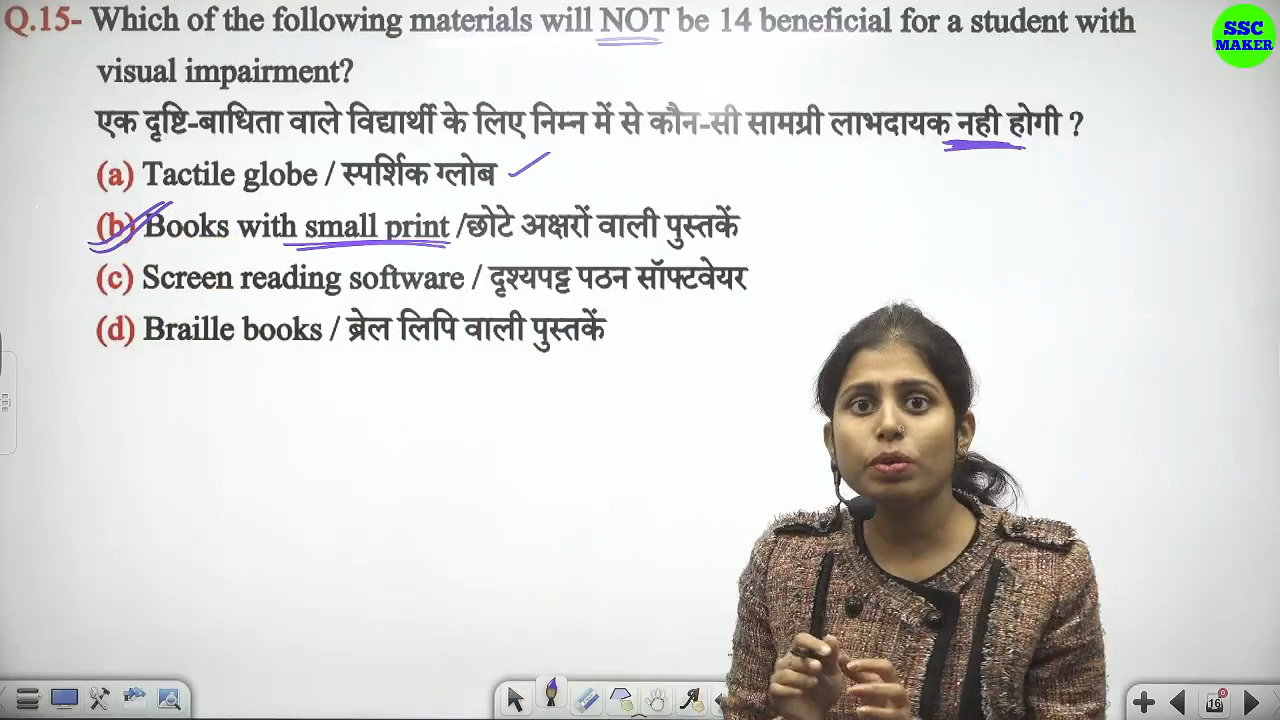 Q.15- Which of the following materials will NOT be 14 beneficial for a student with
visual impairment?
एक दृष्टि-बाधिता वाले विद्यार्थी के लिए निम्न में से कौन-सी सामग्री लाभदायक नही होगी ?
(a) Tactile globe / स्पर्शिक ग्लोब
(b) Books with small print /छोटे अक्षरों वाली पुस्तकें
(c) Screen reading software / दृश्यपट्ट पठन सॉफ्टवेयर
(d) Braille books / ब्रेल लिपि वाली पुस्तकें
SSC
MAKER
16